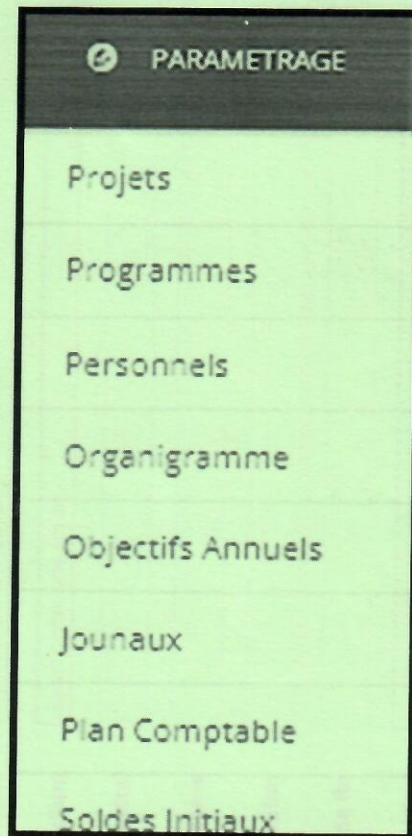 PARAMETRAGE
Projets
Programmes
Personnels
Organigramme
Objectifs Annuels
Jounaux
Plan Comptable
Soldes Initiaux